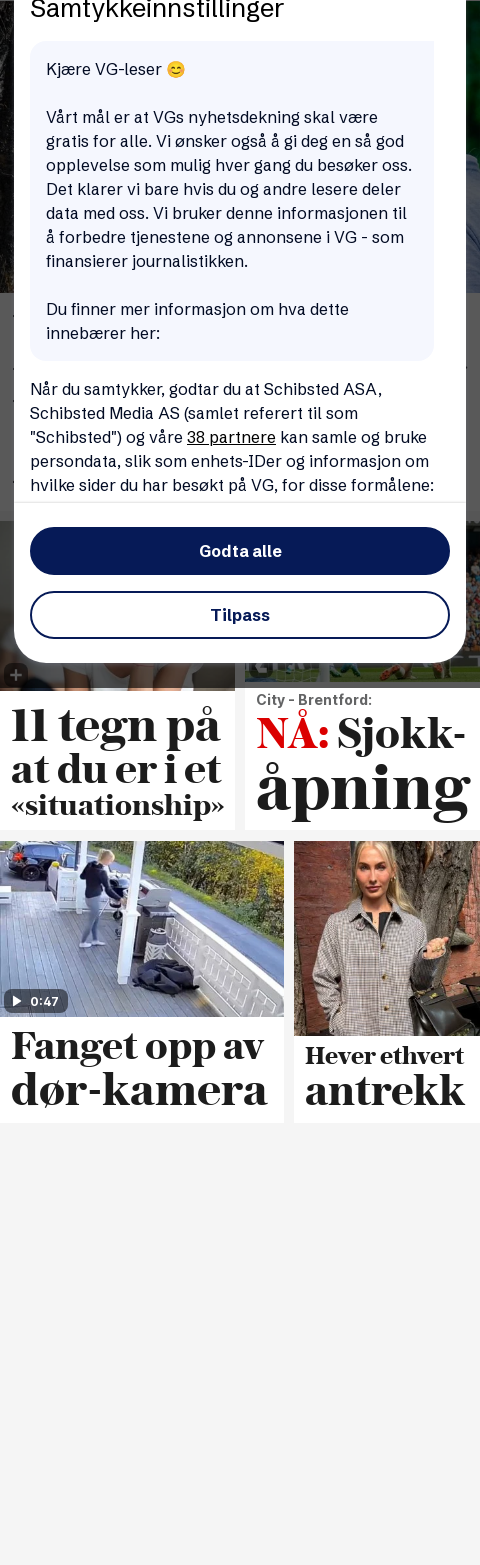 Samtykkeinnstillinger
Kjære VG-leser 😊
Vårt mål er at VGs nyhetsdekning skal være
gratis for alle. Vi ønsker også å gi deg en så god
opplevelse som mulig hver gang du besøker oss.
Det klarer vi bare hvis du og andre lesere deler
data med oss. Vi bruker denne informasjonen til
å forbedre tjenestene og annonsene i VG - som
finansierer journalistikken.
Du finner mer informasjon om hva dette
innebærer her:
Når du samtykker, godtar du at Schibsted ASA,
Schibsted Media AS (samlet referert til som
"Schibsted") og våre 38 partnere kan samle og bruke
persondata, slik som enhets-IDer og informasjon om
hvilke sider du har besøkt på VG, for disse formålene:
Godta alle
Tilpass
11 tegn på
at du er i et
«situationship»
City - Brentford:
NÅ: Sjokk-
åpning
0:47
Fanget opp av
dør-kamera
Hever ethvert
antrekk